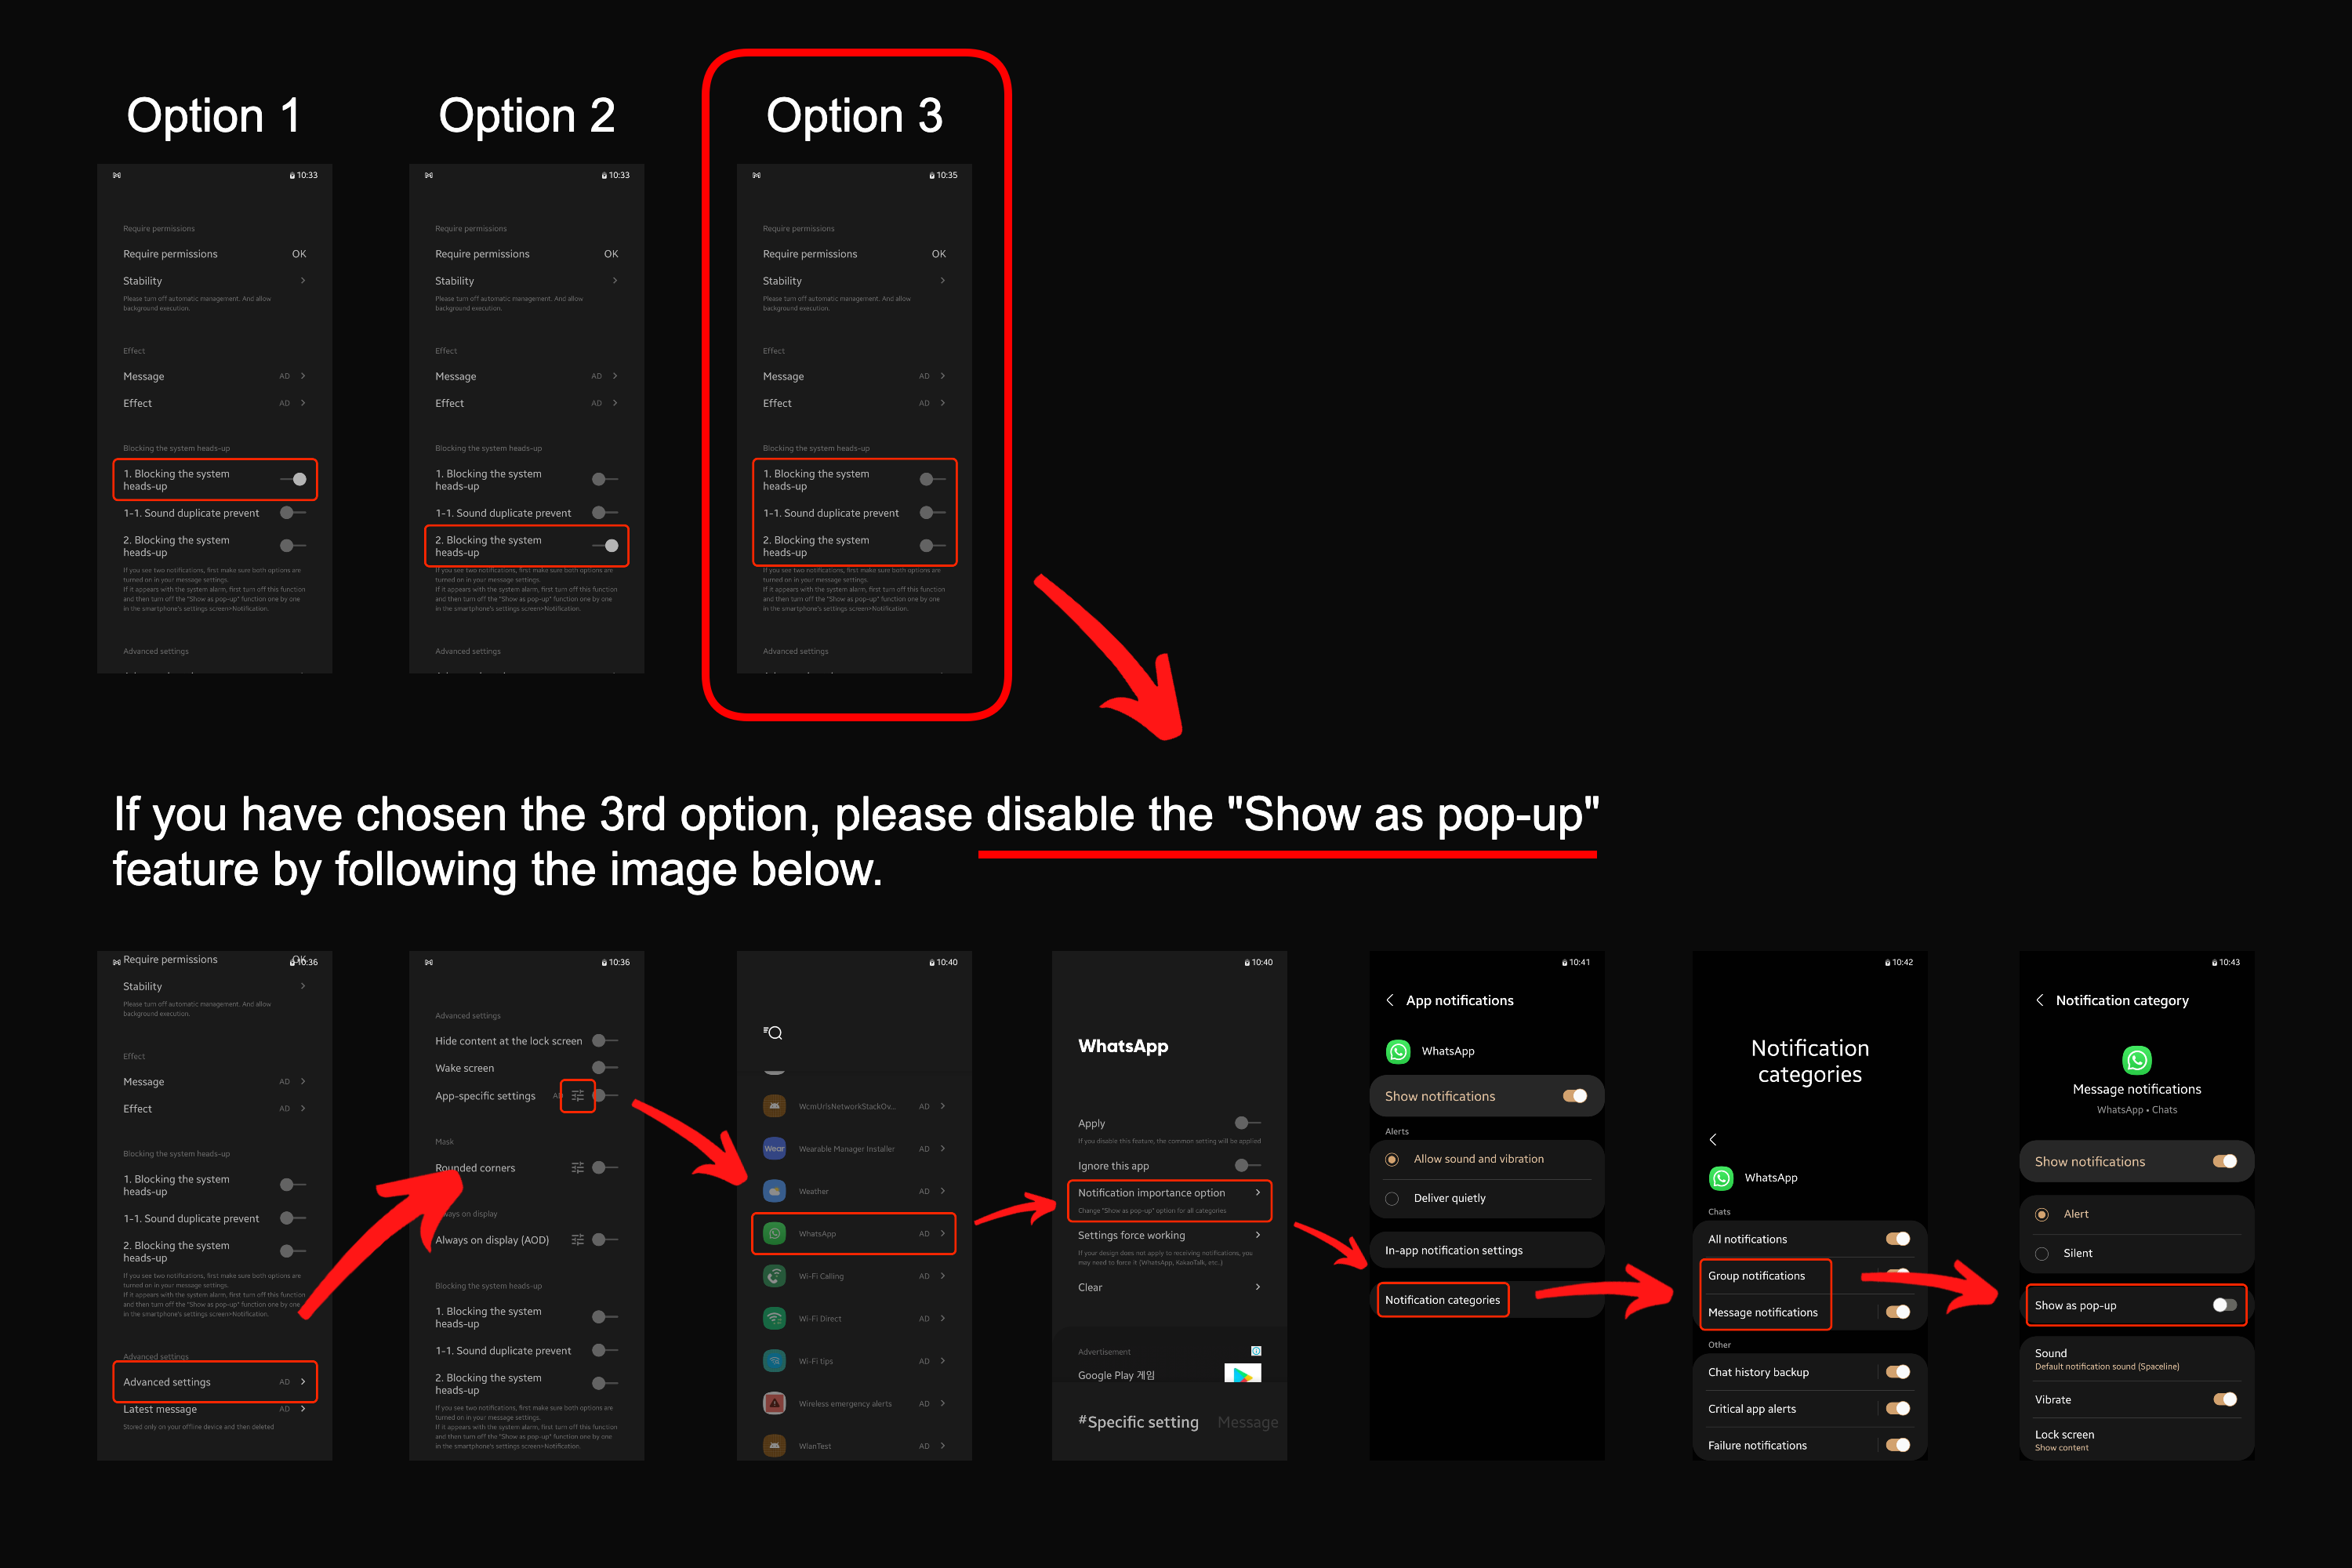 Option 1
10:33
Require permissions
Require permissions OK
Stability
Please turn off automatic management. And allow
background execution.
Effect
Message AD
Effect AD
Blocking the system heads-up
1. Blocking the system
heads-up
1-1. Sound duplicate prevent
2. Blocking the system
heads-up
If you see two notifications, first make sure both options are
turned on in your message settings.
If it appears with the system alarm, first turn off this function
and then turn off the "Show as pop-up" function one by one
in the smartphone's settings screen>Notification.
Advanced settings
Option 2
10:33
Require permissions
Require permissions OK
Stability
Please turn off automatic management. And allow
background execution.
Effect
Message AD
Effect AD
Blocking the system heads-up
1. Blocking the system
heads-up
1-1. Sound duplicate prevent
2. Blocking the system
heads-up
If you see two notifications, first make sure both options are
turned on in your message settings.
If it appears with the system alarm, first turn off this function
and then turn off the "Show as pop-up" function one by one
in the smartphone's settings screen>Notification.
Advanced settings
Option 3
10:35
Require permissions
Require permissions OK
Stability
Please turn off automatic management. And allow
background execution.
Effect
Message AD
Effect AD
Blocking the system heads-up
1. Blocking the system
heads-up
1-1. Sound duplicate prevent
2. Blocking the system
heads-up
If you see two notifications, first make sure both options are
turned on in your message settings.
If it appears with the system alarm, first turn off this function
and then turn off the "Show as pop-up" function one by one
in the smartphone's settings screen>Notification.
Advanced settings
If you have chosen the 3rd option, please disable the "Show as pop-up"
feature by following the image below.
Require permissions OK
10:36
Stability
Please turn off automatic management. And allow
background execution.
Effect
Message AD
Effect AD
Blocking the system heads-up
1. Blocking the system
heads-up
1-1. Sound duplicate prevent
2. Blocking the system
heads-up
If you see two notifications, first make sure both options are
turned on in your message settings.
If it appears with the system alarm, first turn off this function
and then turn off the "Show as pop-up" function one by one
in the smartphone's settings screen>Notification.
Advanced settings
Advanced settings AD
Latest message AD
Stored only on your offline device and then deleted
10:36
Advanced settings
Hide content at the lock screen
Wake screen
App-specific settings
Mask
Rounded corners
on display
Always on display (AOD)
Blocking the system heads-up
1. Blocking the system
heads-up
1-1. Sound duplicate prevent
2. Blocking the system
heads-up
If you see two notifications, first make sure both options are
turned on in your message settings.
If it appears with the system alarm, first turn off this function
and then turn off the "Show as pop-up" function one by one
in the smartphone's settings screen>Notification.
10:40
WcmUrlsNetworkStackOv... AD
Wear
Wearable Manager Installer AD
Weather AD
WhatsApp AD
Wi-Fi Calling AD
Wi-Fi Direct AD
Wi-Fi tips AD
Wireless emergency alerts AD
WlanTest AD
10:40
WhatsApp
Apply
If you disable this feature, the common setting will be applied
Ignore this app
Notification importance option
Change "Show as pop-up" option for all categories
Settings force working
If your design does not apply to receiving notifications, you
may need to force it (WhatsApp, KakaoTalk, etc..)
Clear
Advertisement
Google Play 게임
#Specific setting Message
10:41
App notifications
WhatsApp
Show notifications
Alerts
Allow sound and vibration
Deliver quietly
In-app notification settings
Notification categories
10:42
Notification
categories
WhatsApp
Chats
All notifications
Group notifications
Message notifications
Other
Chat history backup
Critical app alerts
Failure notifications
10:43
Notification category
Message notifications
WhatsApp • Chats
Show notifications
Alert
Silent
Show as pop-up
Sound
Default notification sound (Spaceline)
Vibrate
Lock screen
Show content